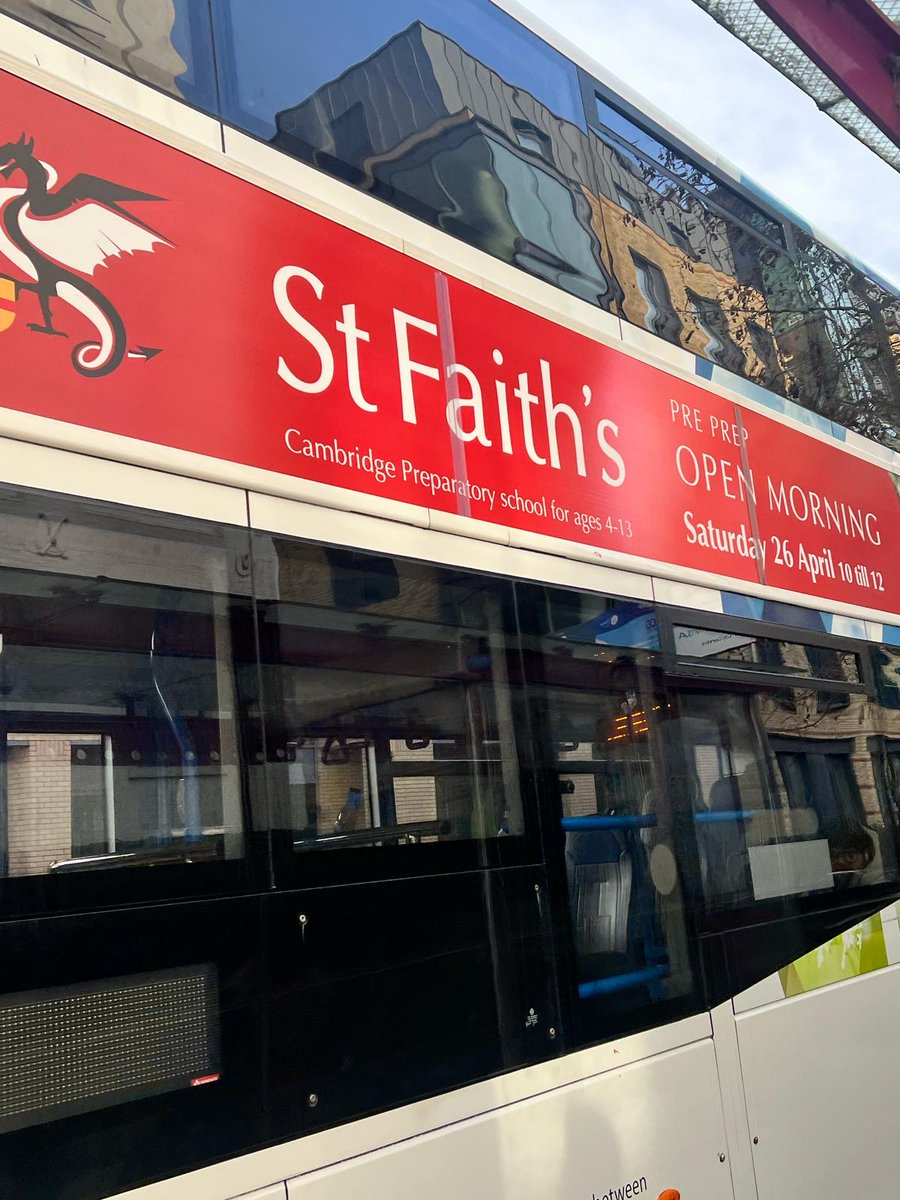 St Faith's
Cambridge Preparatory school for ages 4-13
PRE PREP
OPEN MORNING
Saturday 26 April 10 till 12
between